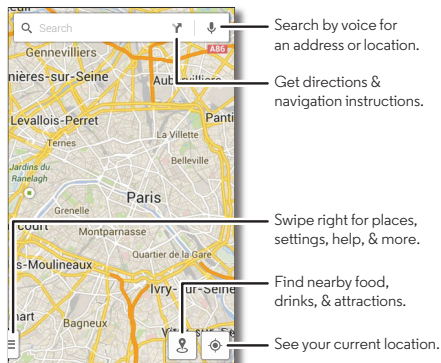 Search
Search by voice for
an address or location.
A86
Gennevilliers
Get directions &
navigation instructions.
nières-sur-Seine
Levallois-Perret
Panti
Ternes
La Villette
Belleville
Jardins du
Ranelagh
Paris
Grenelle
Swipe right for places,
settings, help, & more.
court
Montparnasse
Quartier de la Gare
s-Moulineaux
Find nearby food,
drinks, & attractions.
Ivry-sur-Seine
nart
Bagneux
See your current location.